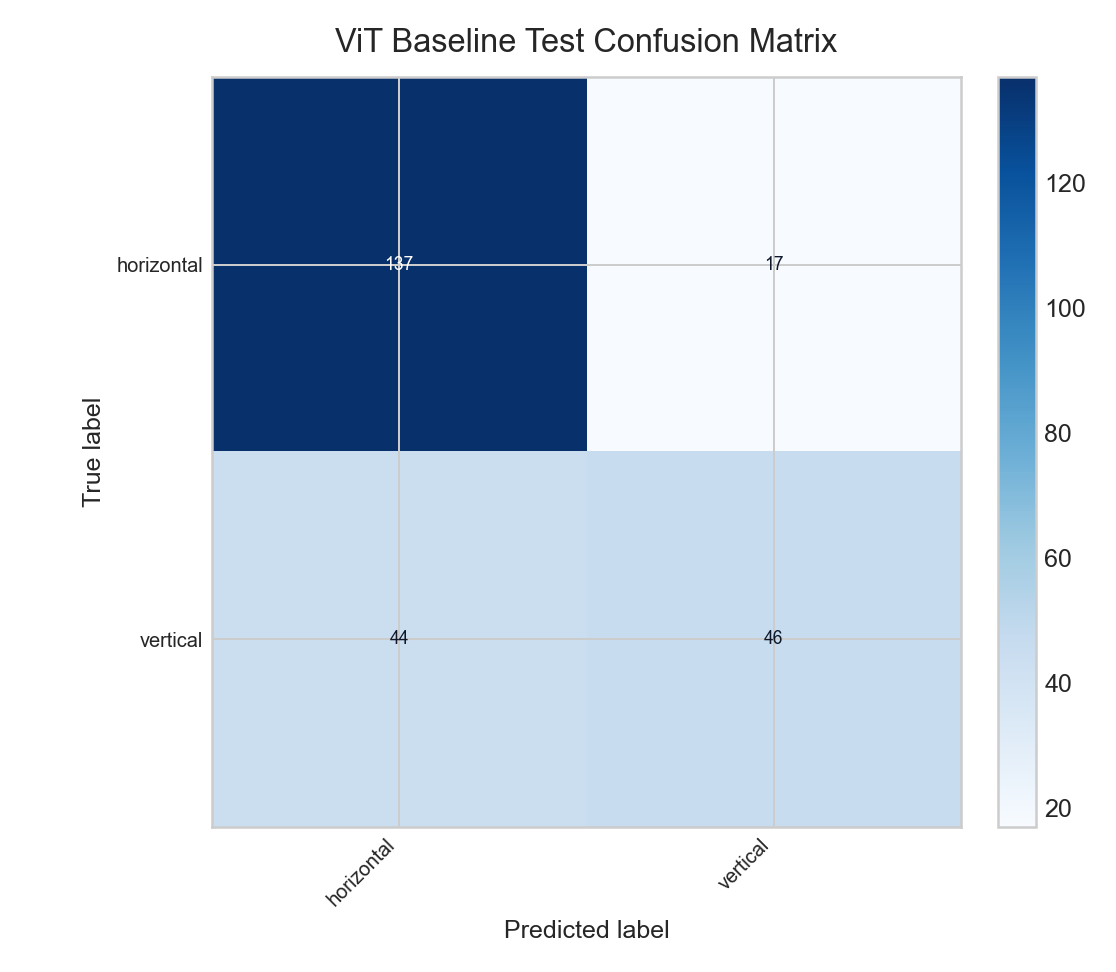 ViT Baseline Test Confusion Matrix
True label
horizontal
137
17
vertical
44
46
horizontal
vertical
Predicted label
120
100
80
60
40
20